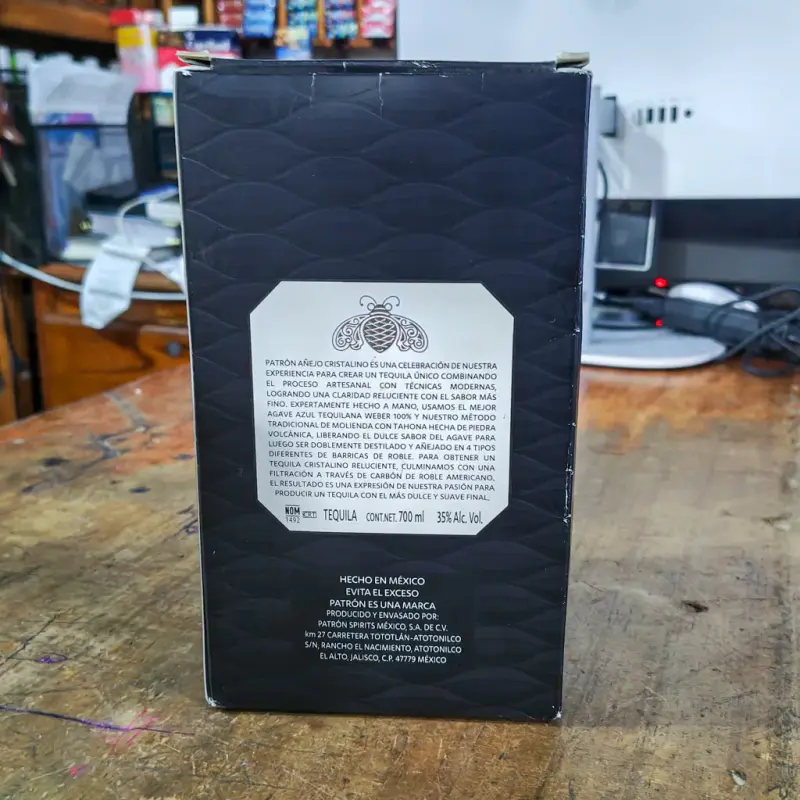 PATRÓN AÑEJO CRISTALINO ES UNA CELEBRACIÓN DE NUESTRA
EXPERIENCIA PARA CREAR UN TEQUILA ÚNICO COMBINANDO
EL PROCESO ARTESANAL CON TÉCNICAS MODERNAS,
LOGRANDO UNA CLARIDAD RELUCIENTE CON EL SABOR MÁS
FINO. EXPERTAMENTE HECHO A MANO, USAMOS EL MEJOR
AGAVE AZUL TEQUILANA WEBER 100% Y NUESTRO MÉTODO
TRADICIONAL DE MOLIENDA CON TAHONA HECHA DE PIEDRA
VOLCÁNICA, LIBERANDO EL DULCE SABOR DEL AGAVE PARA
LUEGO SER DOBLEMENTE DESTILADO Y AÑEJADO EN 4 TIPOS
DIFERENTES DE BARRICAS DE ROBLE. PARA OBTENER UN
TEQUILA CRISTALINO RELUCIENTE, CULMINAMOS CON UNA
FILTRACIÓN A TRAVÉS DE CARBÓN DE ROBLE AMERICANO.
EL RESULTADO ES UNA EXPRESIÓN DE NUESTRA PASIÓN PARA
PRODUCIR UN TEQUILA CON EL MÁS DULCE Y SUAVE FINAL.
NOM 1492 CRT TEQUILA CONT.NET. 700 ml 35% Alc. Vol.
HECHO EN MÉXICO
EVITA EL EXCESO
PATRÓN ES UNA MARCA
PRODUCIDO Y ENVASADO POR:
PATRÓN SPIRITS MÉXICO, S.A. DE C.V.
km 27 CARRETERA TOTOTLÁN-ATOTONILCO
S/N, RANCHO EL NACIMIENTO, ATOTONILCO
EL ALTO, JALISCO, C.P. 47779 MÉXICO